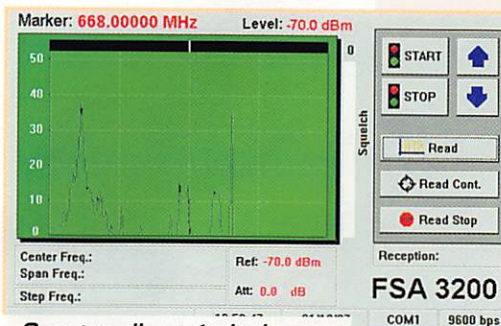 Marker: 668.00000 MHz Level: -70.0 dBm
50
40
30
20
10
0
0
Squelch
START
STOP
Read
Read Cont.
Read Stop
Center Freq.:
Span Freq.:
Step Freq.:
Ref: -70.0 dBm
Att: 0.0 dB
Reception:
FSA 3200
COM1 9600 bps